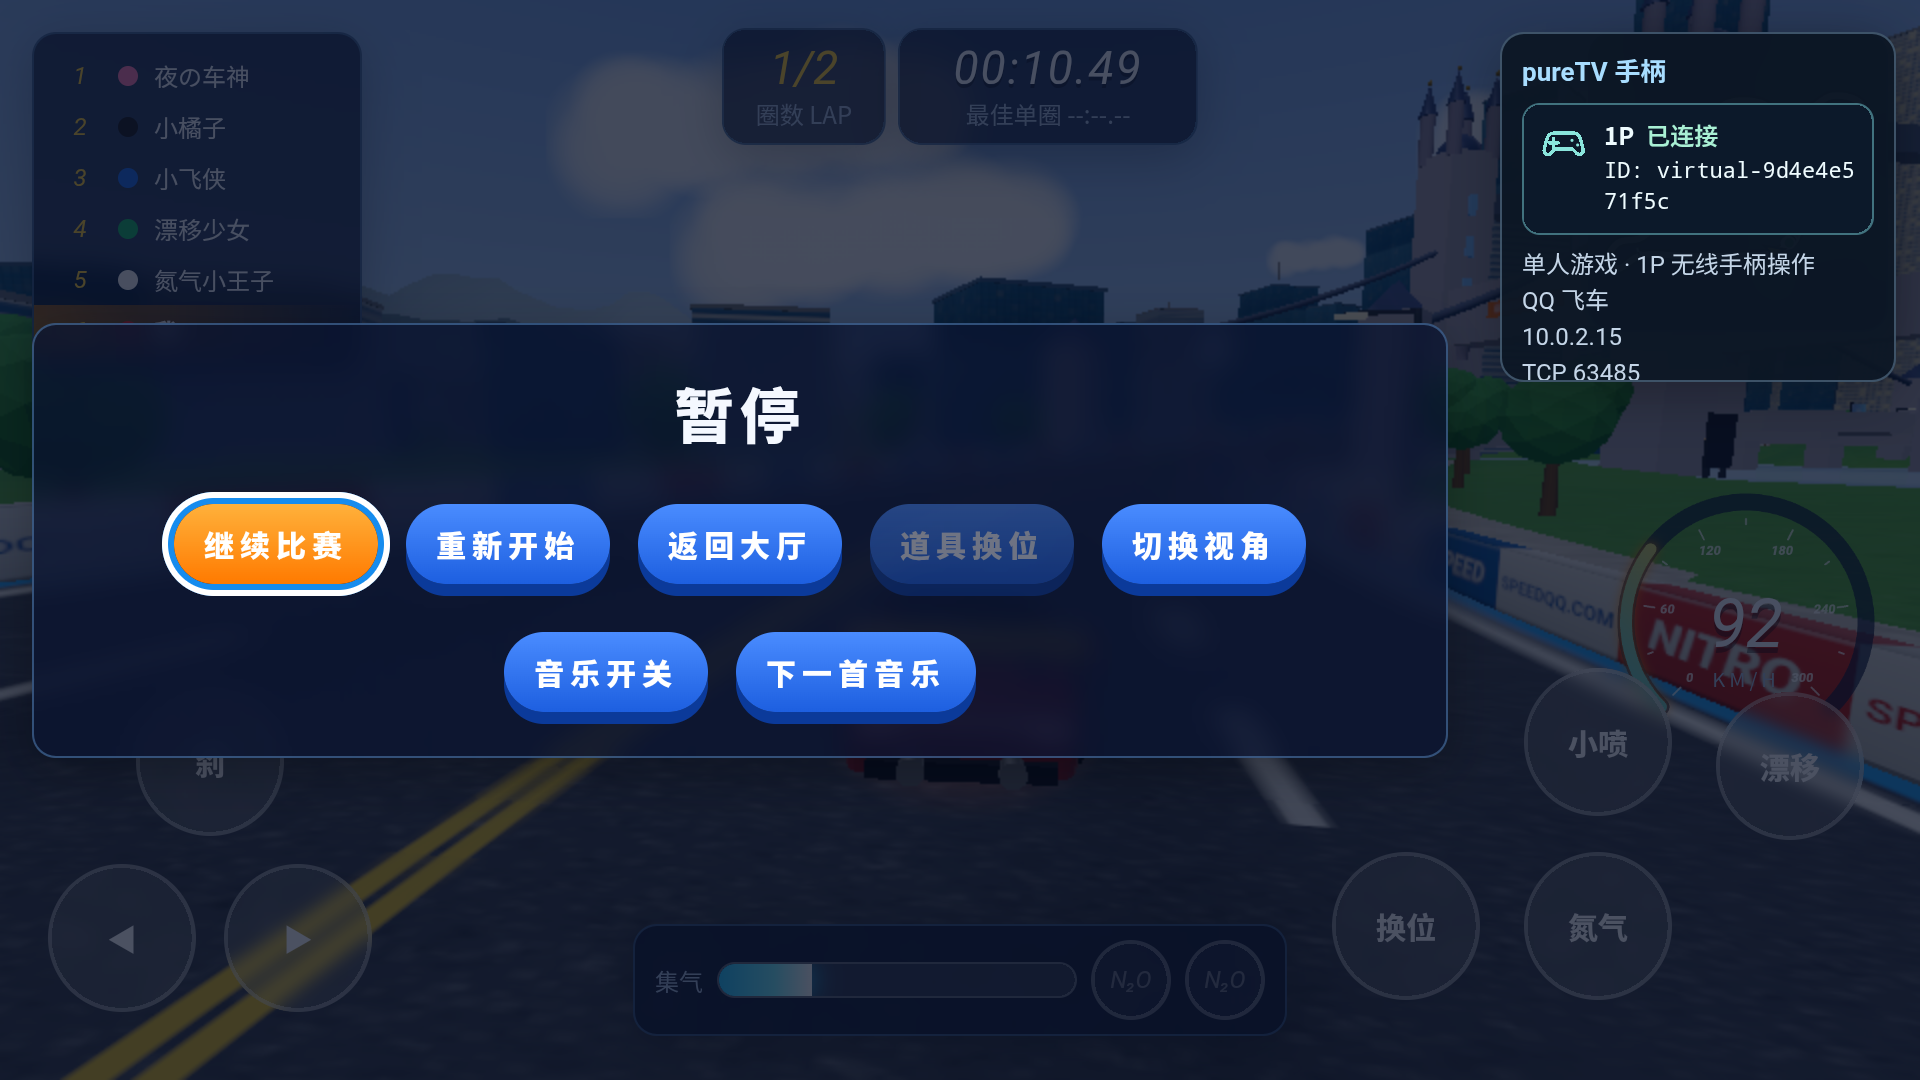 1 夜の车神
2 小橘子
3 小飞侠
4 漂移少女
5 氮气小王子
1/2
圈数 LAP
00:10.49
最佳单圈 --:--.--
pureTV 手柄
1P 已连接
ID: virtual-9d4e4e5
71f5c
单人游戏 · 1P 无线手柄操作
QQ 飞车
10.0.2.15
TCP 63485
暂停
继续比赛
重新开始
返回大厅
道具换位
切换视角
音乐开关
下一首音乐
SPEED
SPEEDQQ.COM
NITRO
120
180
60
240
92
0
KM/
300
SP
刹
小喷
漂移
◀
▶
换位
氮气
集气
N₂O
N₂O